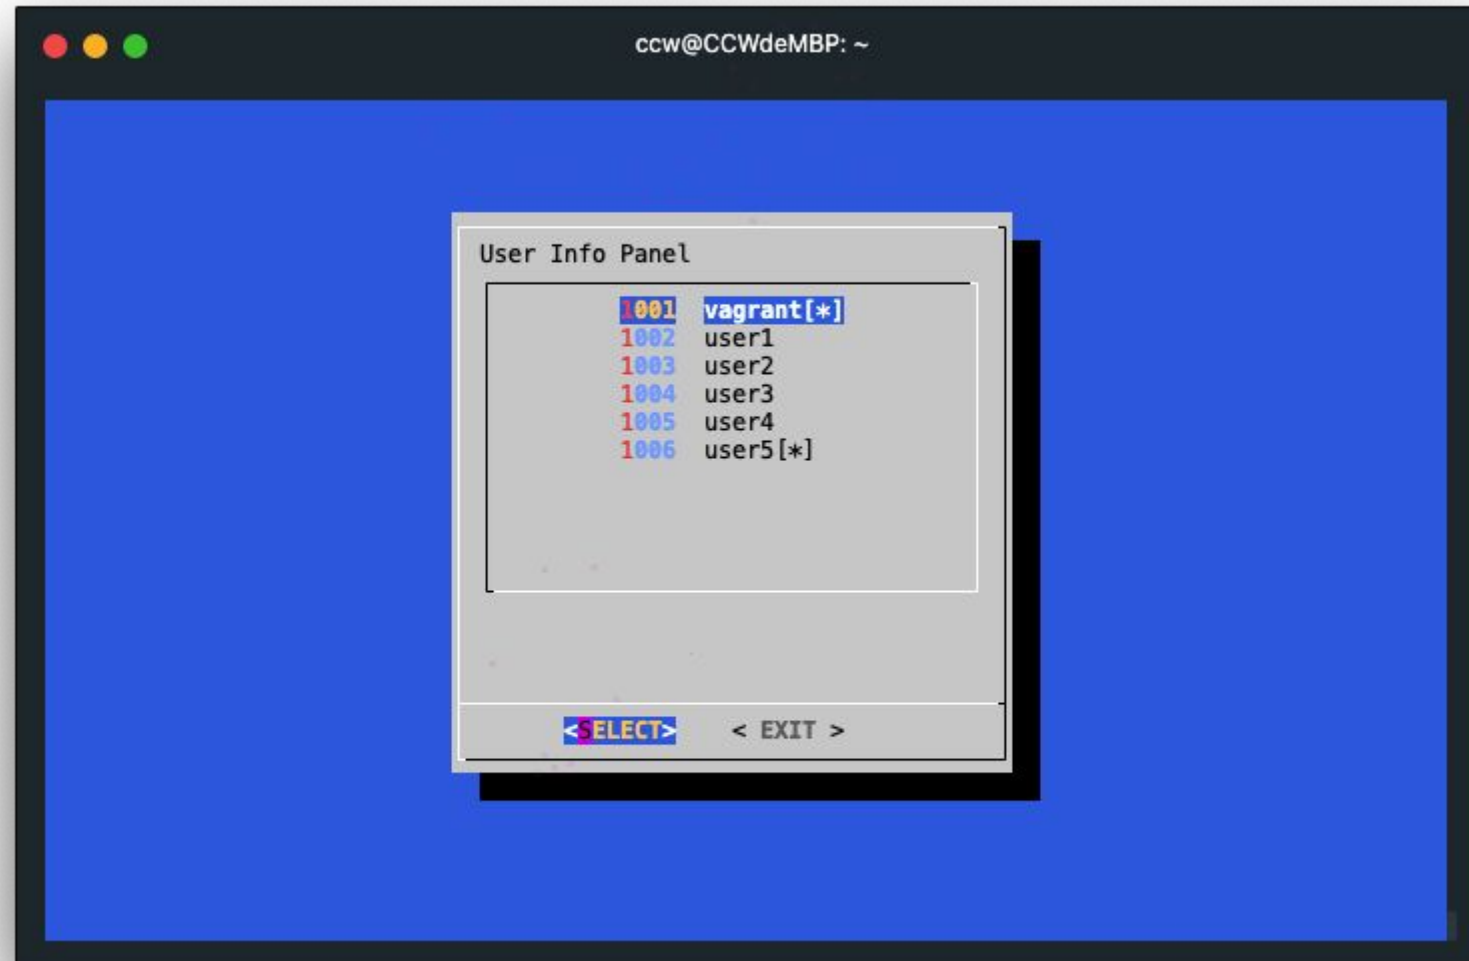 ccw@CCWdeMBP: ~
User Info Panel
1001 vagrant[*]
1002 user1
1003 user2
1004 user3
1005 user4
1006 user5[*]
<SELECT> < EXIT >